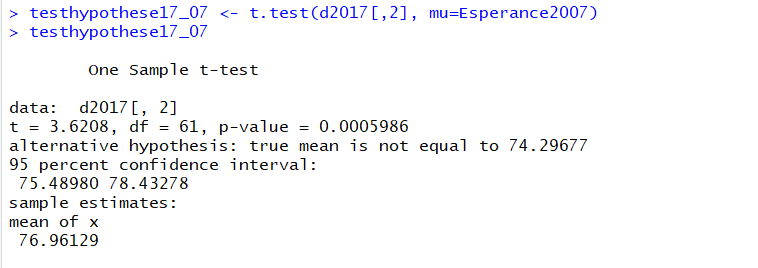 > testhypothese17_07 <- t.test(d2017[,2], mu=Esperance2007)
> testhypothese17_07
One Sample t-test
data:  d2017[, 2]
t = 3.6208, df = 61, p-value = 0.0005986
alternative hypothesis: true mean is not equal to 74.29677
95 percent confidence interval:
75.48980 78.43278
sample estimates:
mean of x
76.96129